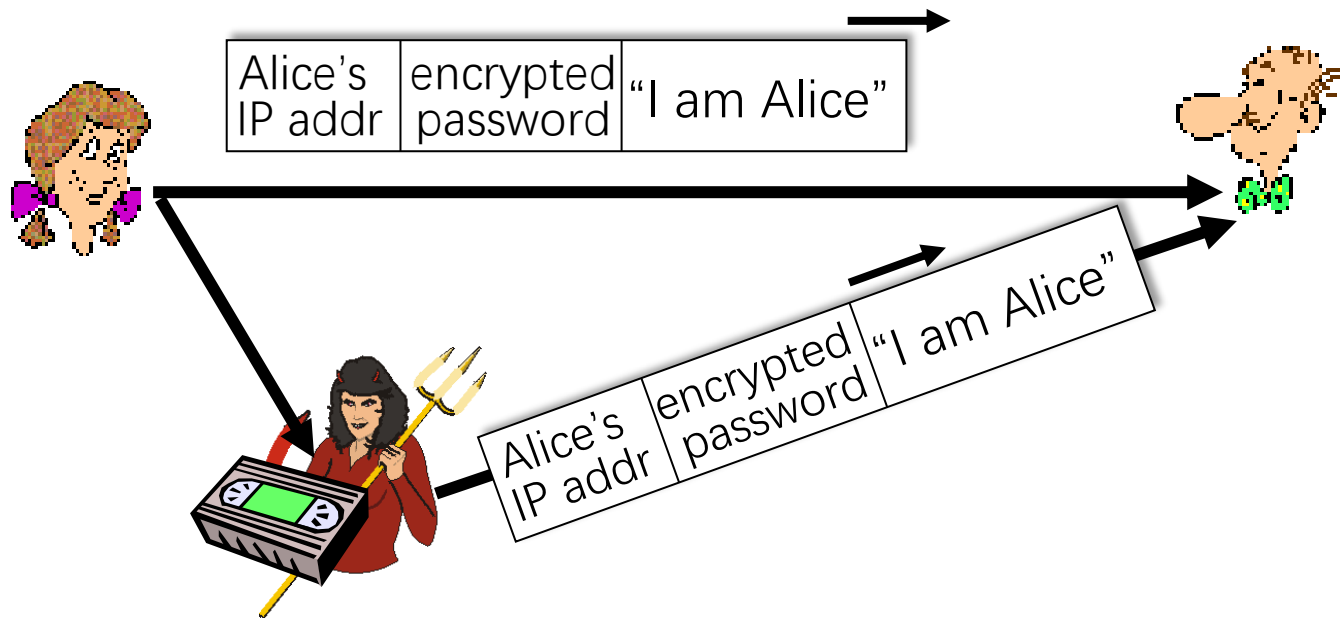 Alice’s
IP addr
encrypted
password
“I am Alice”
Alice’s
IP addr
encrypted
password
“I am Alice”